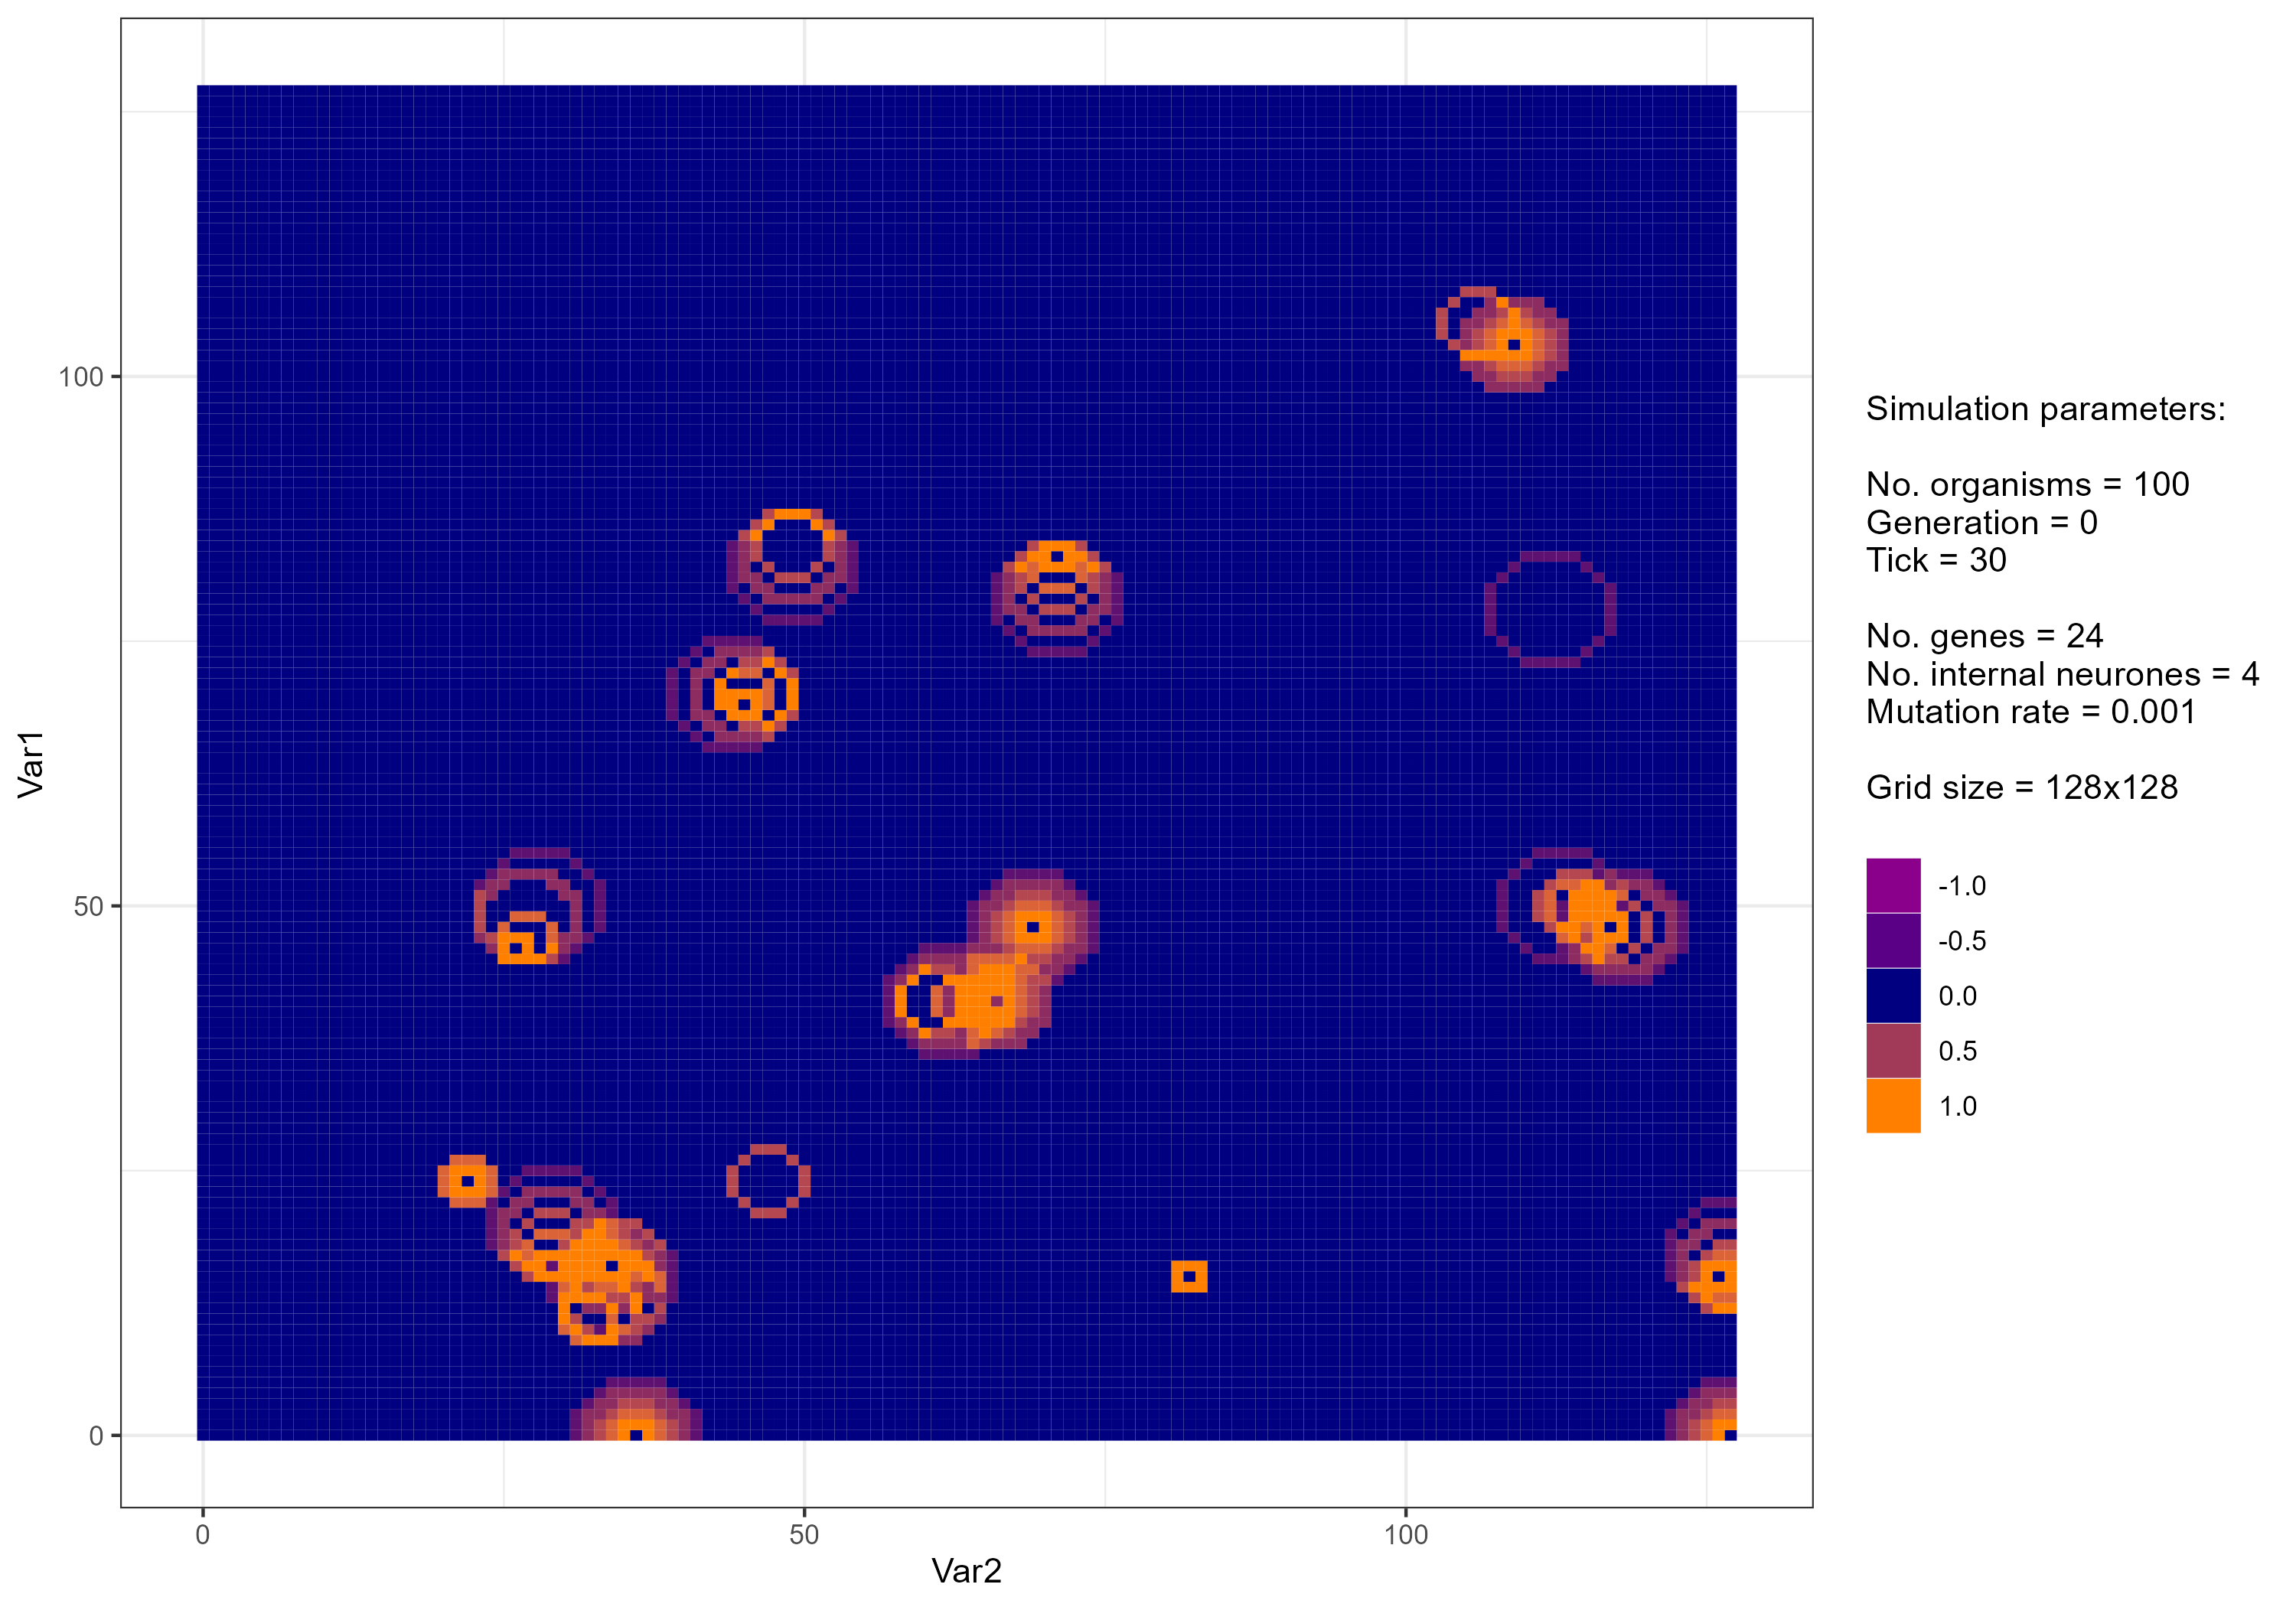 Var1
100
50
0
0
50
100
Var2
Simulation parameters:
No. organisms = 100
Generation = 0
Tick = 30
No. genes = 24
No. internal neurones = 4
Mutation rate = 0.001
Grid size = 128x128
-1.0
-0.5
0.0
0.5
1.0